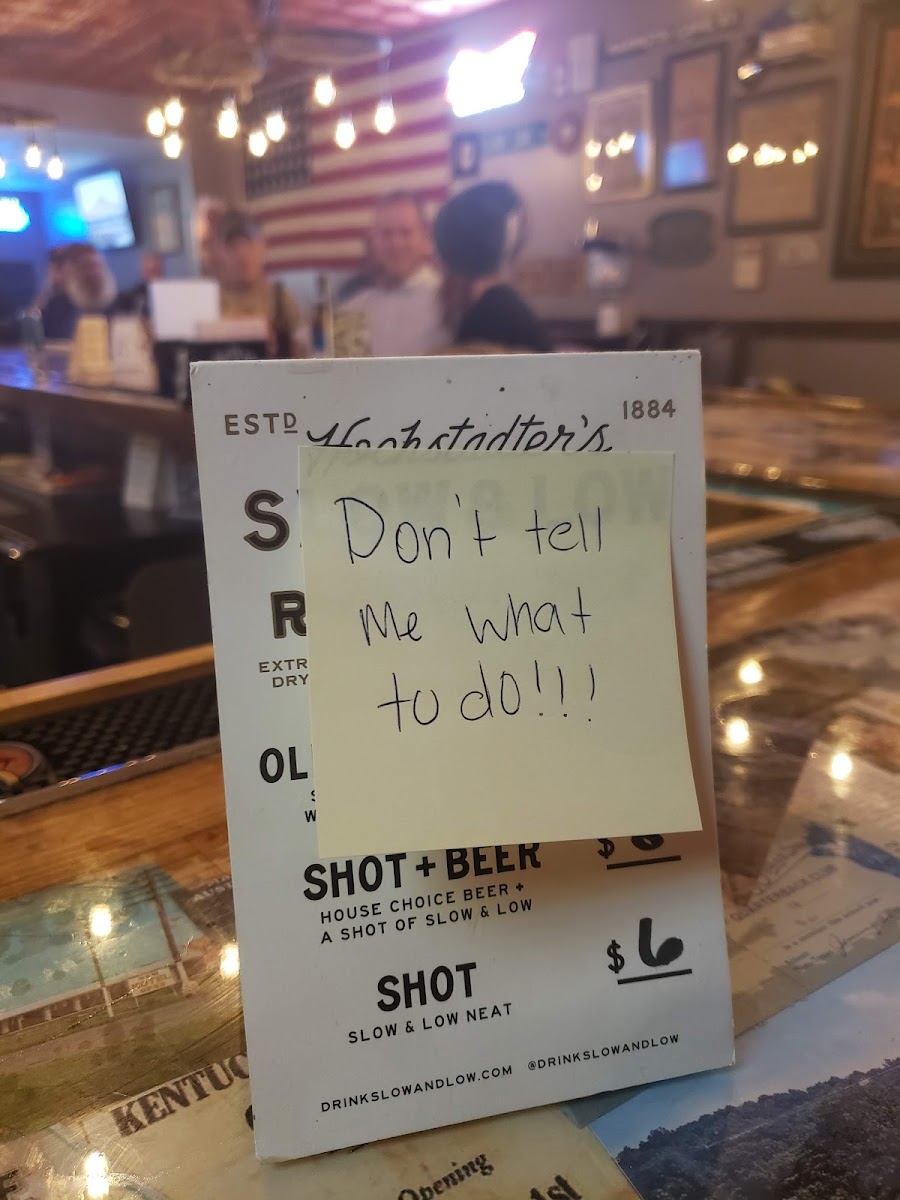 ESTD Hochstadter's 1884
S
R
EXTR
DRY
Don't tell
me what
to do!!!
OL
S
W
SHOT + BEER $
HOUSE CHOICE BEER +
A SHOT OF SLOW & LOW
SHOT $ 6
SLOW & LOW NEAT
DRINKSLOWANDLOW.COM @DRINKSLOWANDLOW
KENTUC
Opening